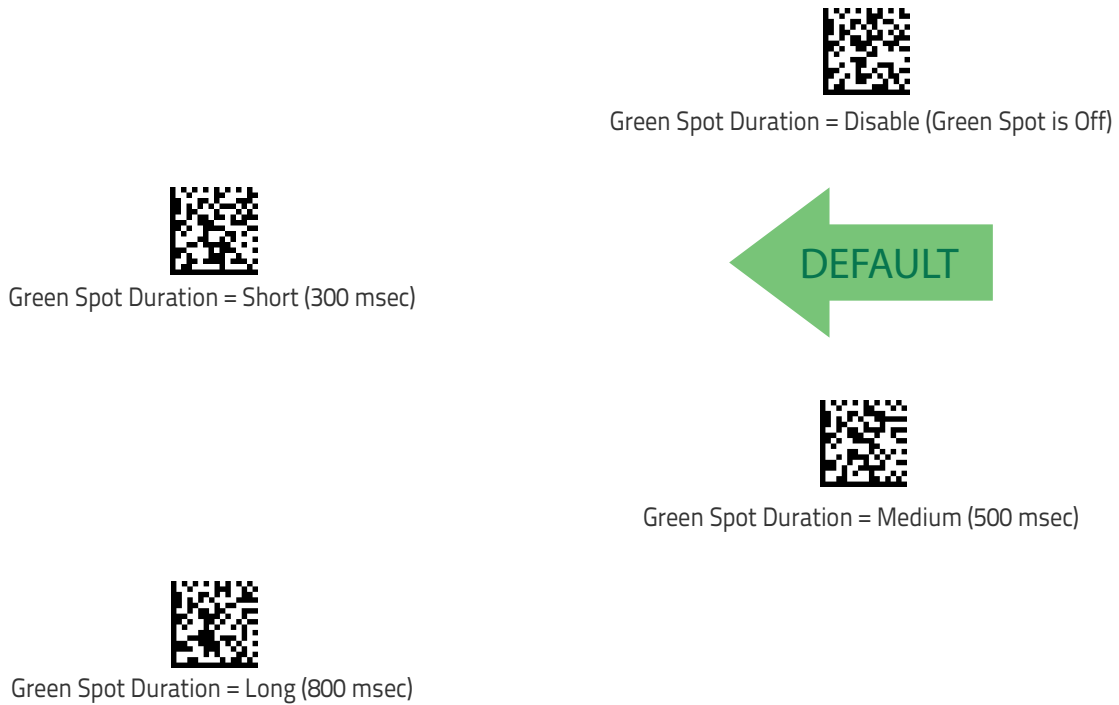 Green Spot Duration = Disable (Green Spot is Off)
Green Spot Duration = Short (300 msec)
DEFAULT
Green Spot Duration = Medium (500 msec)
Green Spot Duration = Long (800 msec)